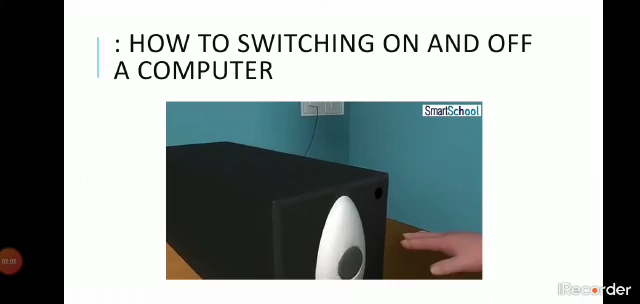 : HOW TO SWITCHING ON AND OFF
A COMPUTER
SmartSchool
iRecorder